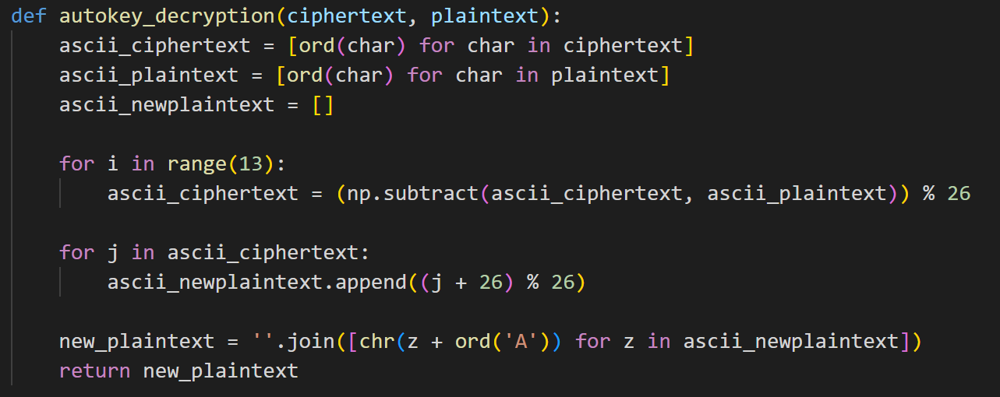 def autokey_decryption(ciphertext, plaintext):
    ascii_ciphertext = [ord(char) for char in ciphertext]
    ascii_plaintext = [ord(char) for char in plaintext]
    ascii_newplaintext = []

    for i in range(13):
        ascii_ciphertext = (np.subtract(ascii_ciphertext, ascii_plaintext)) % 26

    for j in ascii_ciphertext:
        ascii_newplaintext.append((j + 26) % 26)

    new_plaintext = ''.join([chr(z + ord('A')) for z in ascii_newplaintext])
    return new_plaintext